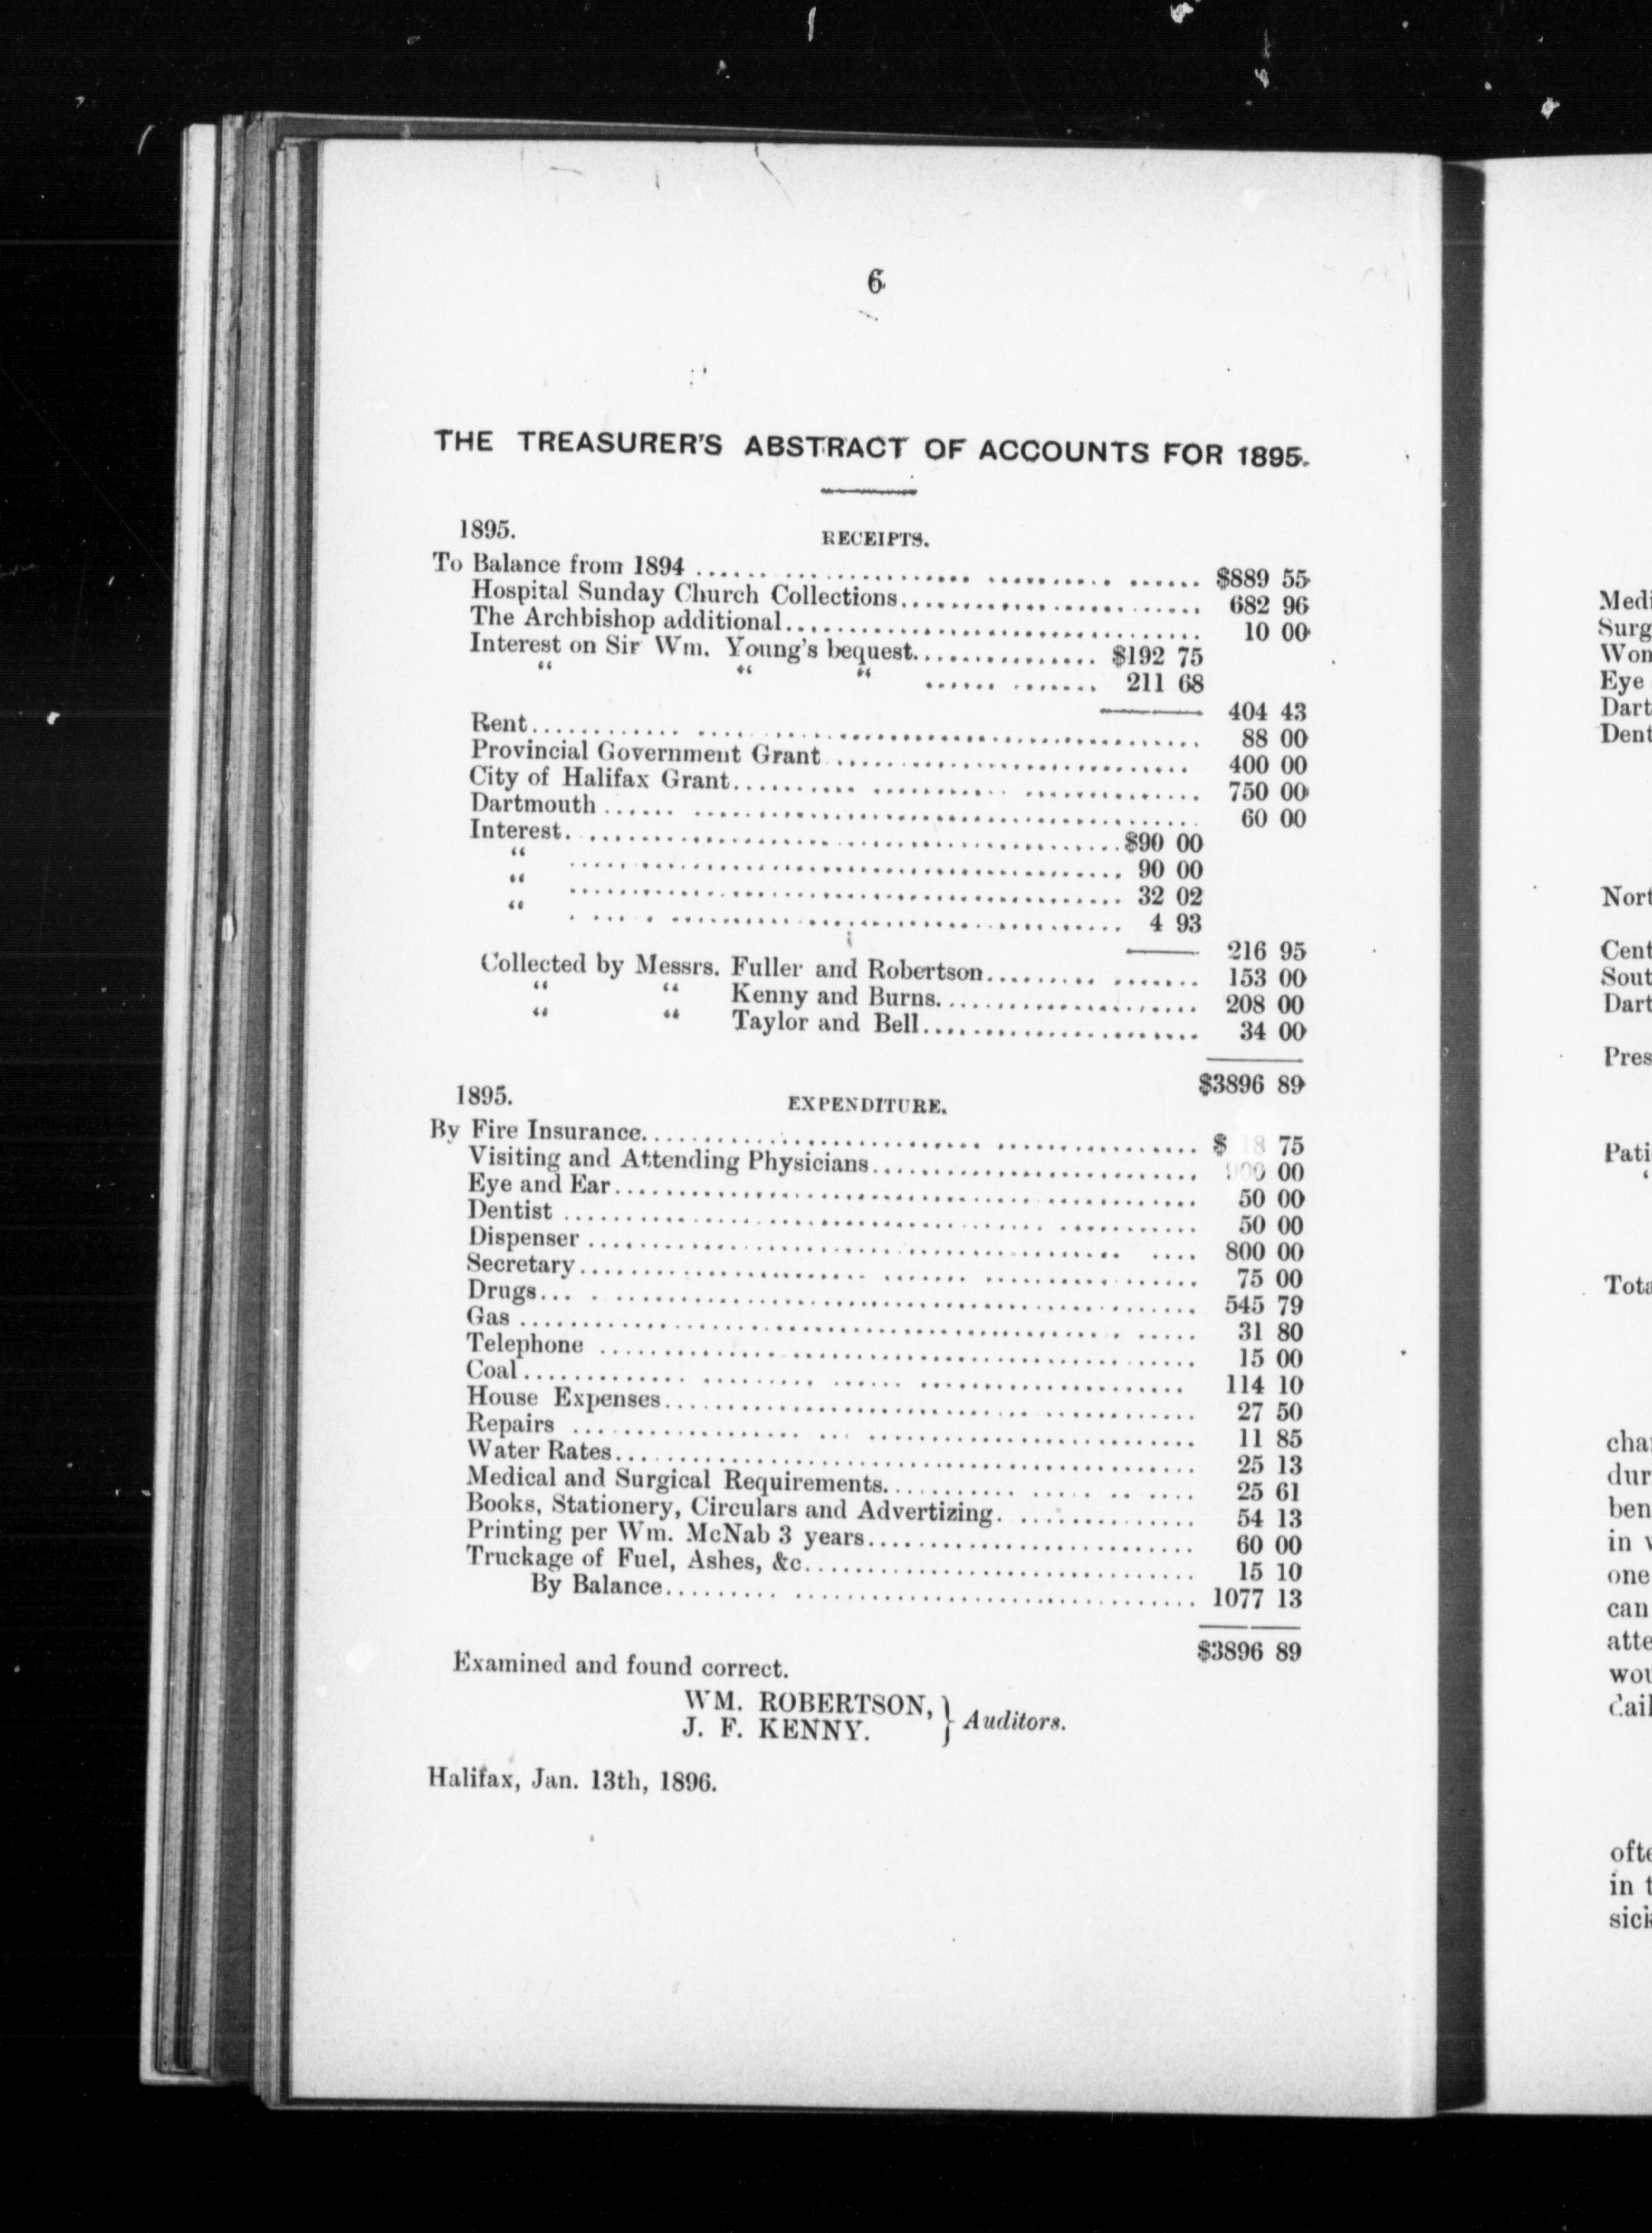 6
THE TREASURER'S ABSTRACT OF ACCOUNTS FOR 1895.
1895. RECEIPTS.
To Balance from 1894 .......... $889 55
Hospital Sunday Church Collections.......... 682 96
The Archbishop additional.......... 10 00
Interest on Sir Wm. Young's bequest.......... $192 75
“ “ “ .......... 211 68
404 43
Rent.......... 88 00
Provincial Government Grant .......... 400 00
City of Halifax Grant.......... 750 00
Dartmouth .......... 60 00
Interest.......... $90 00
“ .......... 90 00
“ .......... 32 02
“ .......... 4 93
216 95
Collected by Messrs. Fuller and Robertson.......... 153 00
“ “ Kenny and Burns.......... 208 00
“ “ Taylor and Bell.......... 34 00
$3896 89
1895. EXPENDITURE.
By Fire Insurance.......... $ 18 75
Visiting and Attending Physicians.......... 900 00
Eye and Ear.......... 50 00
Dentist .......... 50 00
Dispenser .......... 800 00
Secretary.......... 75 00
Drugs.......... 545 79
Gas .......... 31 80
Telephone .......... 15 00
Coal.......... 114 10
House Expenses.......... 27 50
Repairs .......... 11 85
Water Rates.......... 25 13
Medical and Surgical Requirements.......... 25 61
Books, Stationery, Circulars and Advertizing.......... 54 13
Printing per Wm. McNab 3 years.......... 60 00
Truckage of Fuel, Ashes, &c.......... 15 10
By Balance.......... 1077 13
$3896 89
Examined and found correct.
WM. ROBERTSON, } Auditors.
J. F. KENNY.
Halifax, Jan. 13th, 1896.
Medi
Surg
Won
Eye
Dart
Dent
Nort
Cent
Sout
Dart
Pres
Pati
‘
Tota
cha
dur
ben
in
one
can
atte
wou
dail
ofte
in t
sick